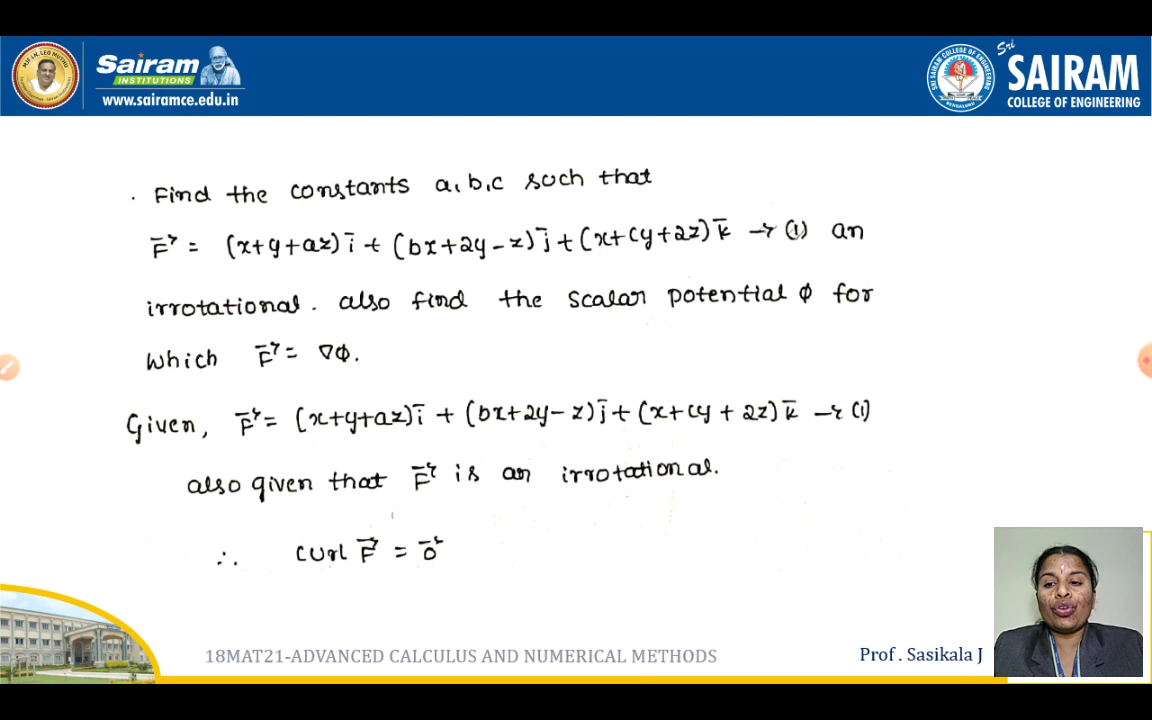 Sairam
INSTITUTIONS
www.sairamce.edu.in
Sri
SAIRAM
COLLEGE OF ENGINEERING
. Find the constants a,b,c such that
F⃗ = (x+y+az)i̅ + (bx+2y-z)j̅ + (x+cy+2z)k̅ → (1) an
irrotational. also find the scalar potential ϕ for
which F⃗ = ∇ϕ.
Given, F⃗ = (x+y+az)i̅ + (bx+2y-z)j̅ + (x+cy+2z)k̅ → (1)
also given that F⃗ is an irrotational.
∴ curl F⃗ = 0⃗
18MAT21-ADVANCED CALCULUS AND NUMERICAL METHODS
Prof . Sasikala J